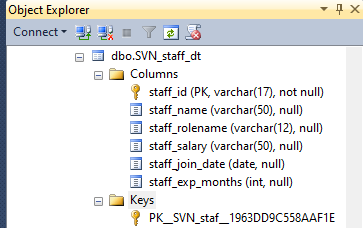 Object Explorer
Connect
dbo.SVN_staff_dt
Columns
staff_id (PK, varchar(17), not null)
staff_name (varchar(50), null)
staff_rolename (varchar(12), null)
staff_salary (varchar(50), null)
staff_join_date (date, null)
staff_exp_months (int, null)
Keys
PK__SVN_staf__1963DD9C558AAF1E